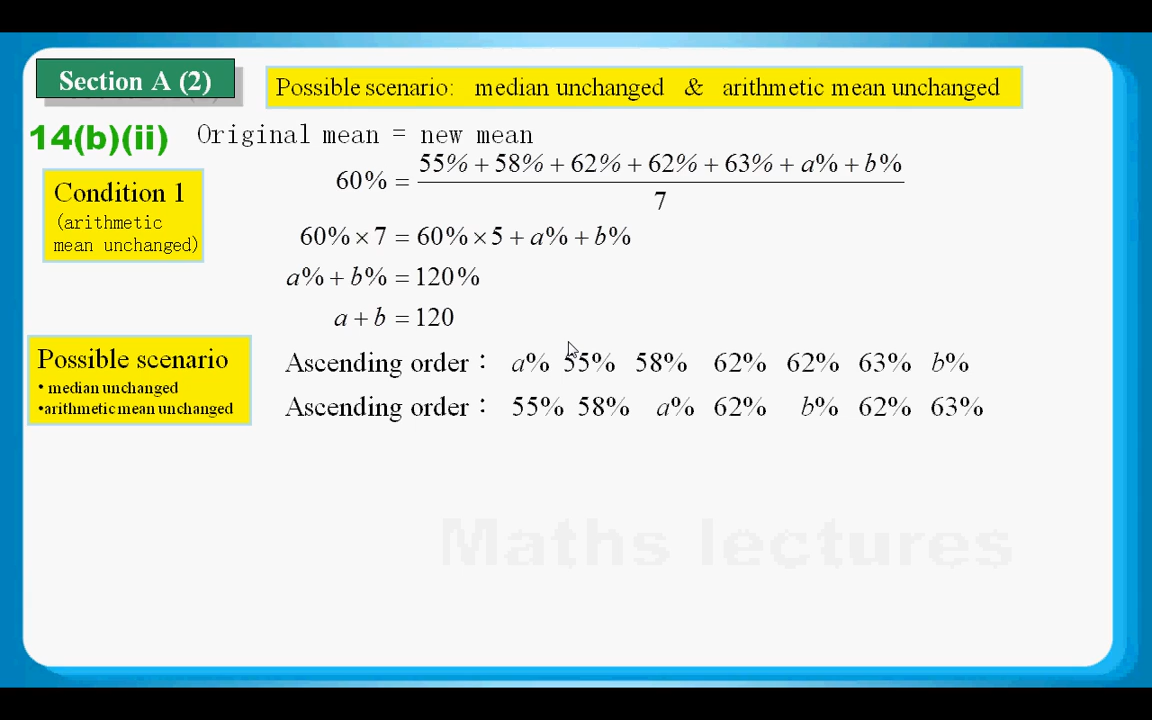 Section A (2)
Possible scenario: median unchanged & arithmetic mean unchanged
14(b)(ii)
Original mean = new mean
Condition 1
(arithmetic
mean unchanged)
60% = (55% + 58% + 62% + 62% + 63% + a% + b%) / 7
60% × 7 = 60% × 5 + a% + b%
a% + b% = 120%
a + b = 120
Possible scenario
• median unchanged
•arithmetic mean unchanged
Ascending order： a% 55% 58% 62% 62% 63% b%
Ascending order： 55% 58% a% 62% b% 62% 63%
Maths lectures